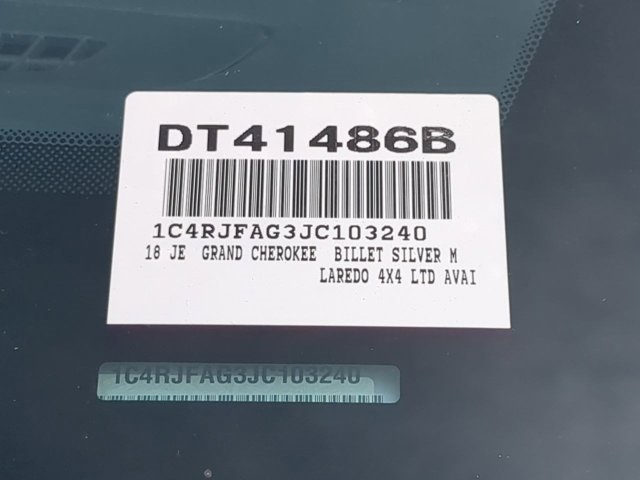 DT41486B
1C4RJFAG3JC103240
18 JE GRAND CHEROKEE BILLET SILVER M
LAREDO 4X4 LTD AVAI
1C4RJFAG3JC103240